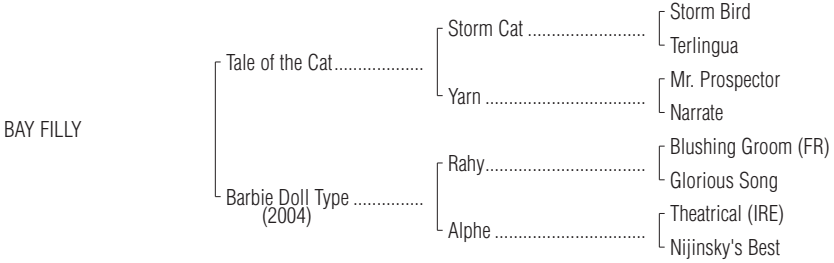 Storm Bird
Storm Cat ..........................
Terlingua
Tale of the Cat....................
Mr. Prospector
Yarn ....................................
Narrate
BAY FILLY
Blushing Groom (FR)
Rahy....................................
Glorious Song
Barbie Doll Type ................
(2004)
Theatrical (IRE)
Alphe ..................................
Nijinsky's Best